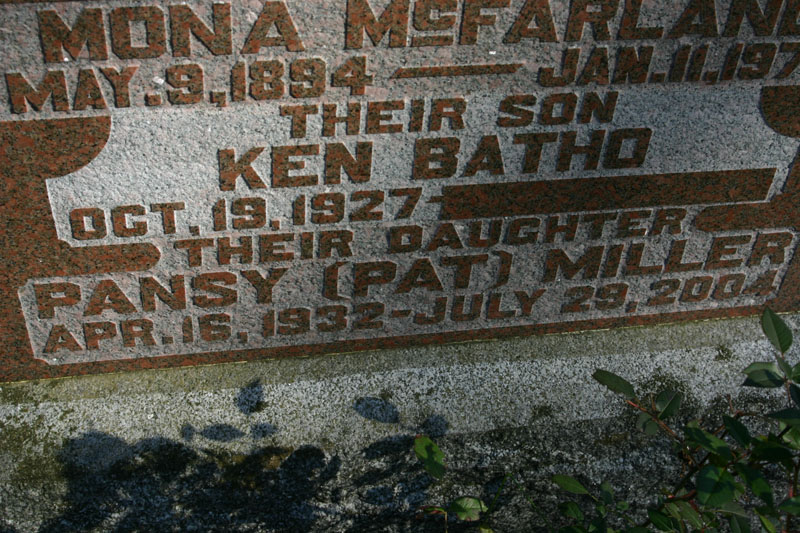 MONA McFARLAND
MAY. 9, 1894 — JAN. 11, 197
THEIR SON
KEN BATHO
OCT. 19, 1927 -
THEIR DAUGHTER
PANSY (PAT) MILLER
APR. 16, 1932 - JULY 29, 2004